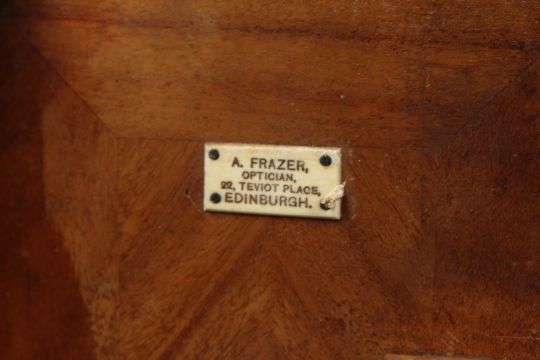 A. FRAZER,
OPTICIAN,
22, TEVIOT PLACE,
EDINBURGH.